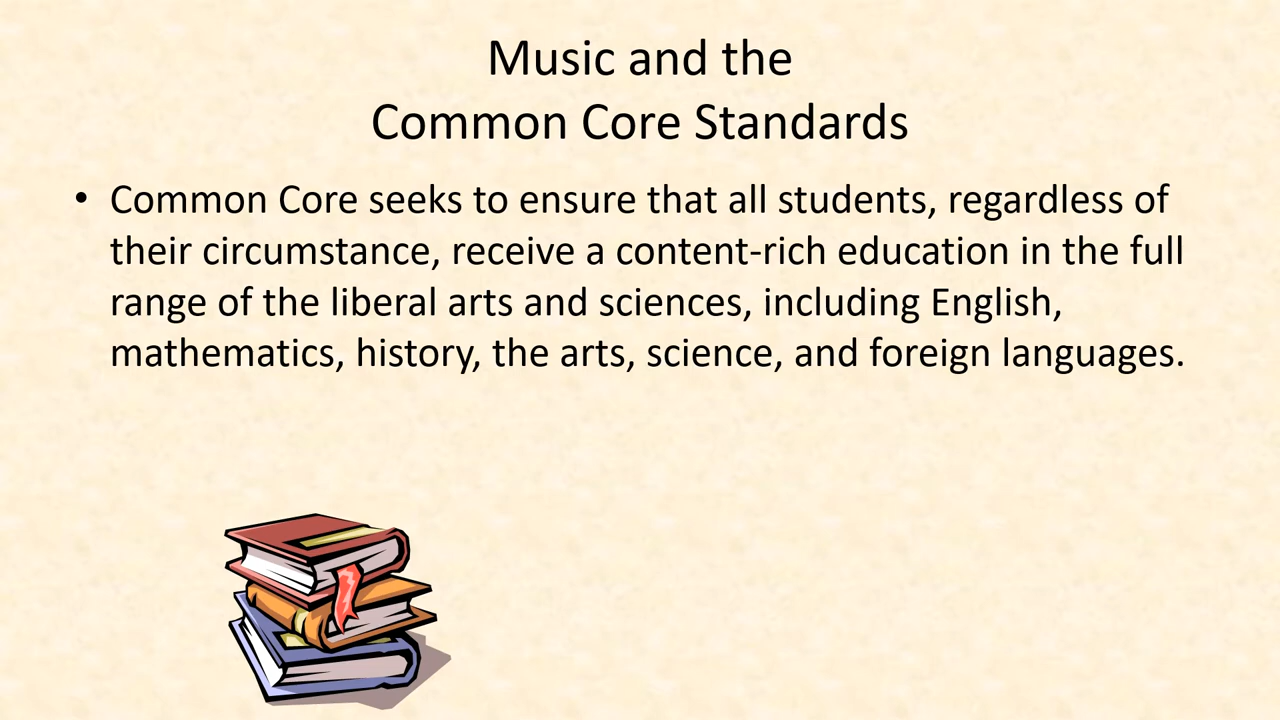 Music and the
Common Core Standards
• Common Core seeks to ensure that all students, regardless of
their circumstance, receive a content-rich education in the full
range of the liberal arts and sciences, including English,
mathematics, history, the arts, science, and foreign languages.